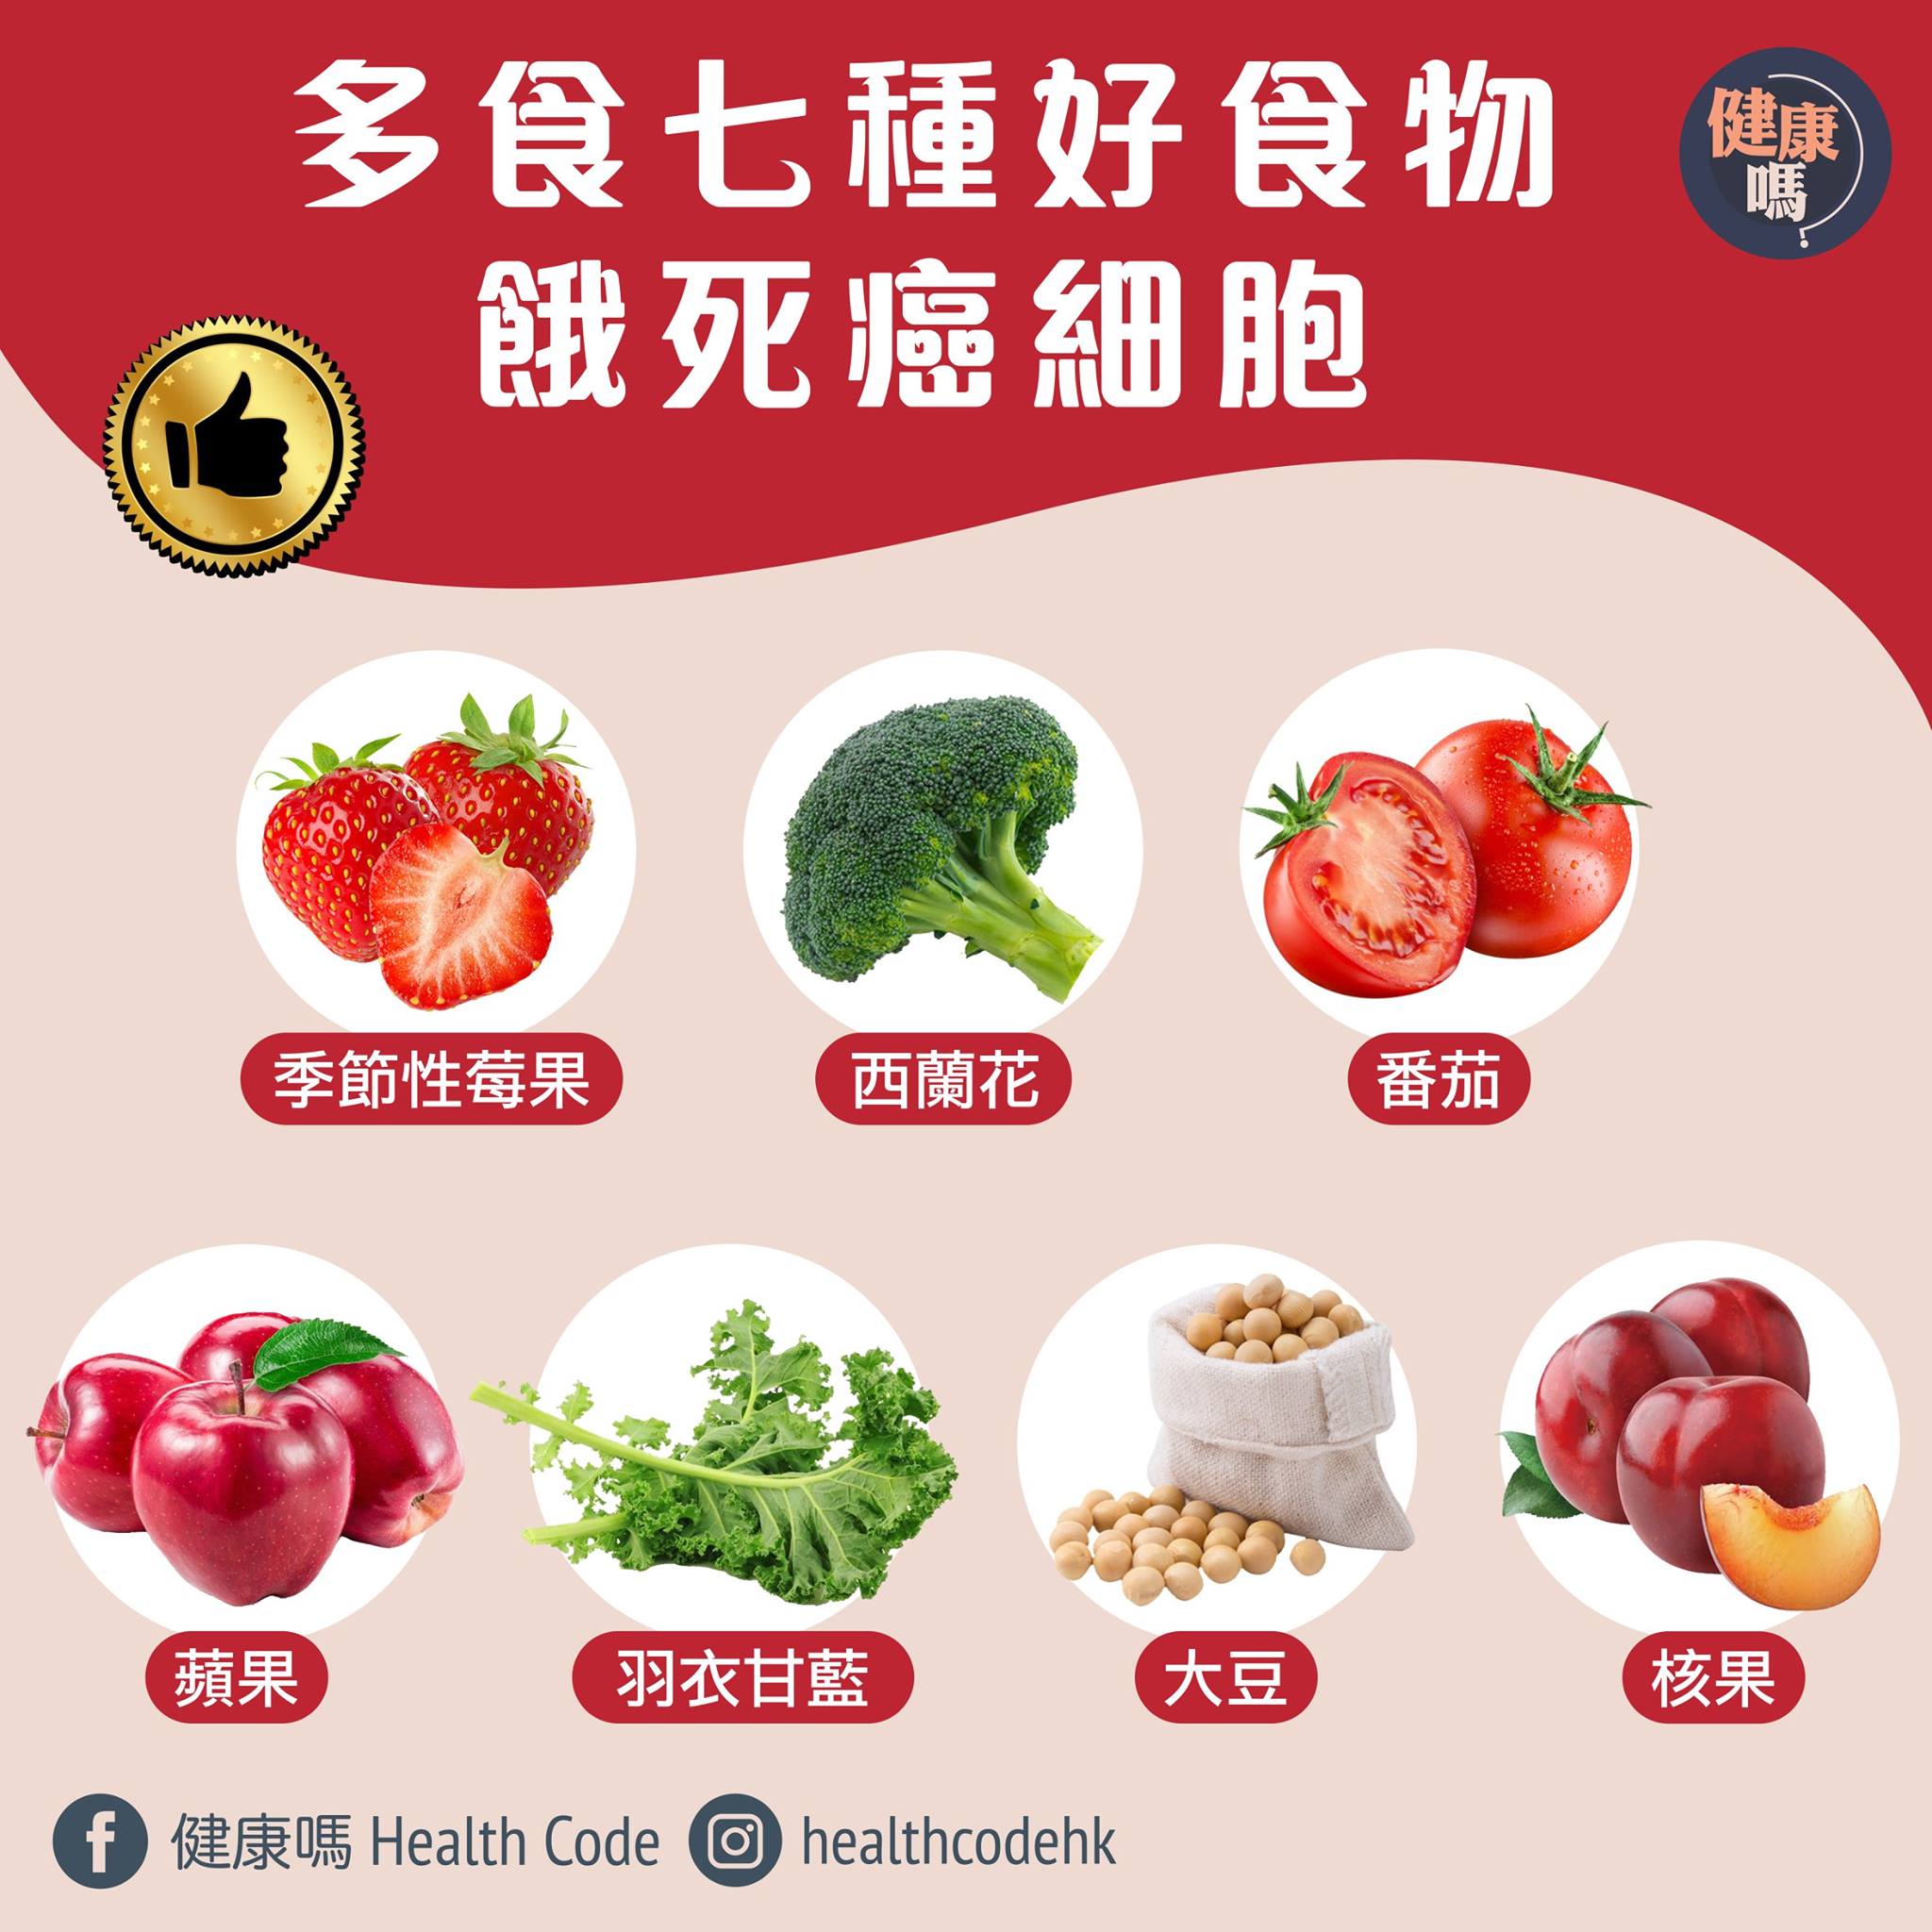 多食七種好食物
餓死癌細胞
健康
嗎?
季節性莓果
西蘭花
番茄
蘋果
羽衣甘藍
大豆
核果
健康嗎 Health Code
healthcodehk